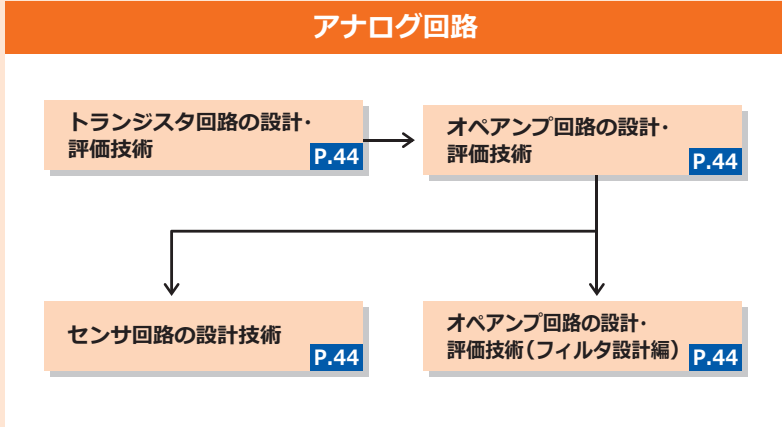 アナログ回路
トランジスタ回路の設計・
評価技術
P.44
オペアンプ回路の設計・
評価技術
P.44
センサ回路の設計技術
P.44
オペアンプ回路の設計・
評価技術（フィルタ設計編）
P.44